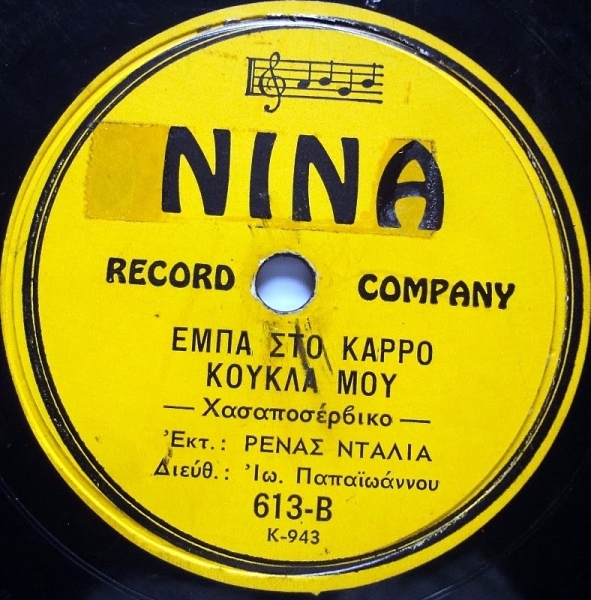 NINA
RECORD COMPANY
ΕΜΠΑ ΣΤΟ ΚΑΡΡΟ
ΚΟΥΚΛΑ ΜΟΥ
— Χασαποσέρβικο —
Ἐκτ.: ΡΕΝΑΣ ΝΤΑΛΙΑ
Διεύθ.: Ἰω. Παπαϊωάννου
613-B
K-943